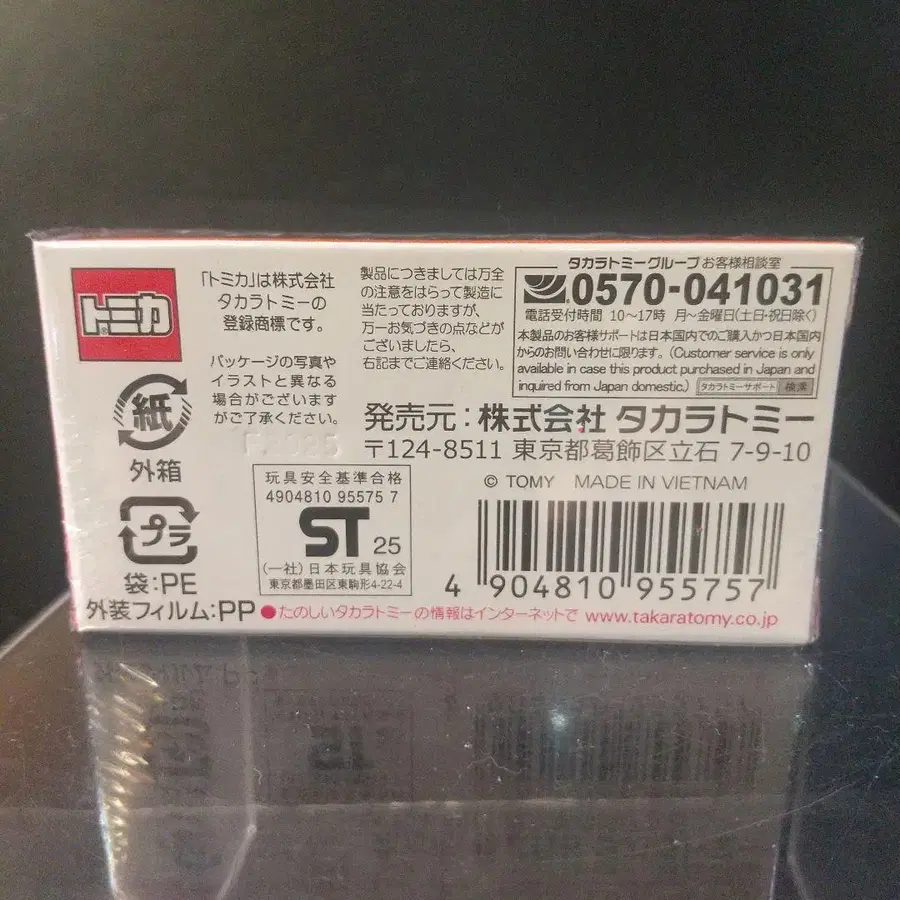 トミカ®
「トミカ」は株式会社
タカラトミーの
登録商標です。
パッケージの写真や
イラストと異なる
場合がございます
がご了承ください。
製品につきましては万全
の注意をはらって製造に
当たっておりますが、
万一お気づきの点などが
ございましたら、
右記までご連絡ください。
タカラトミーグループお客様相談室
0570-041031
電話受付時間 10〜17時 月〜金曜日(土日・祝日除く)
本製品のお客様サポートは日本国内でのご購入かつ日本国内
からのお問い合わせに限ります。(Customer service is only
available in case this product purchased in Japan and
inquired from Japan domestic.) タカラトミーサポート 検索
発売元:株式会社 タカラトミー
〒124-8511 東京都葛飾区立石 7-9-10
© TOMY MADE IN VIETNAM
紙
外箱
プラ
袋:PE
外装フィルム:PP
玩具安全基準合格
4904810 95575 7
ST 25
(一社)日本玩具協会
東京都墨田区東駒形4-22-4
4 904810 955757
●たのしいタカラトミーの情報はインターネットで www.takaratomy.co.jp